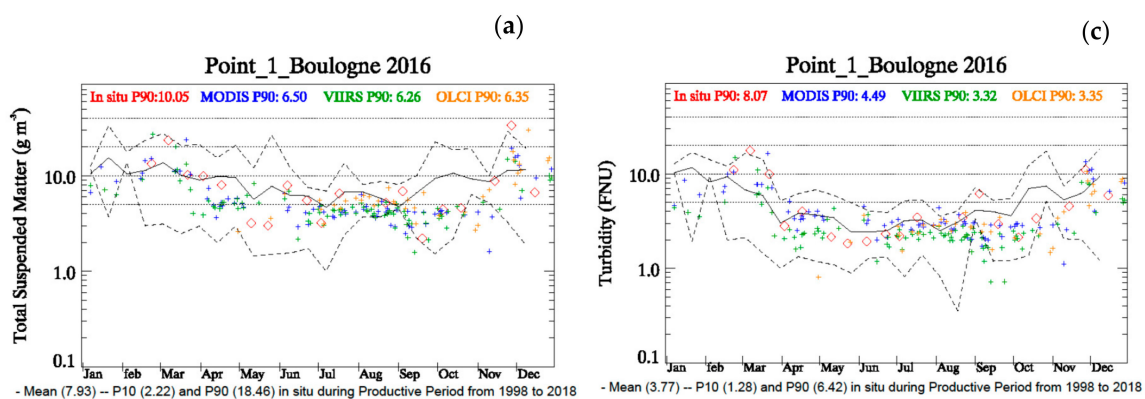 (a)
Point_1_Boulogne 2016
In situ P90:10.05 MODIS P90: 6.50 VIIRS P90: 6.26 OLCI P90: 6.35
Total Suspended Matter (g m³)
10.0
1.0
0.1
Jan feb Mar Apr May Jun Jul Aug Sep Oct Nov Dec
- Mean (7.93) -- P10 (2.22) and P90 (18.46) in situ during Productive Period from 1998 to 2018
(c)
Point_1_Boulogne 2016
In situ P90: 8.07 MODIS P90: 4.49 VIIRS P90: 3.32 OLCI P90: 3.35
Turbidity (FNU)
10.0
1.0
0.1
Jan feb Mar Apr May Jun Jul Aug Sep Oct Nov Dec
- Mean (3.77) -- P10 (1.28) and P90 (6.42) in situ during Productive Period from 1998 to 2018